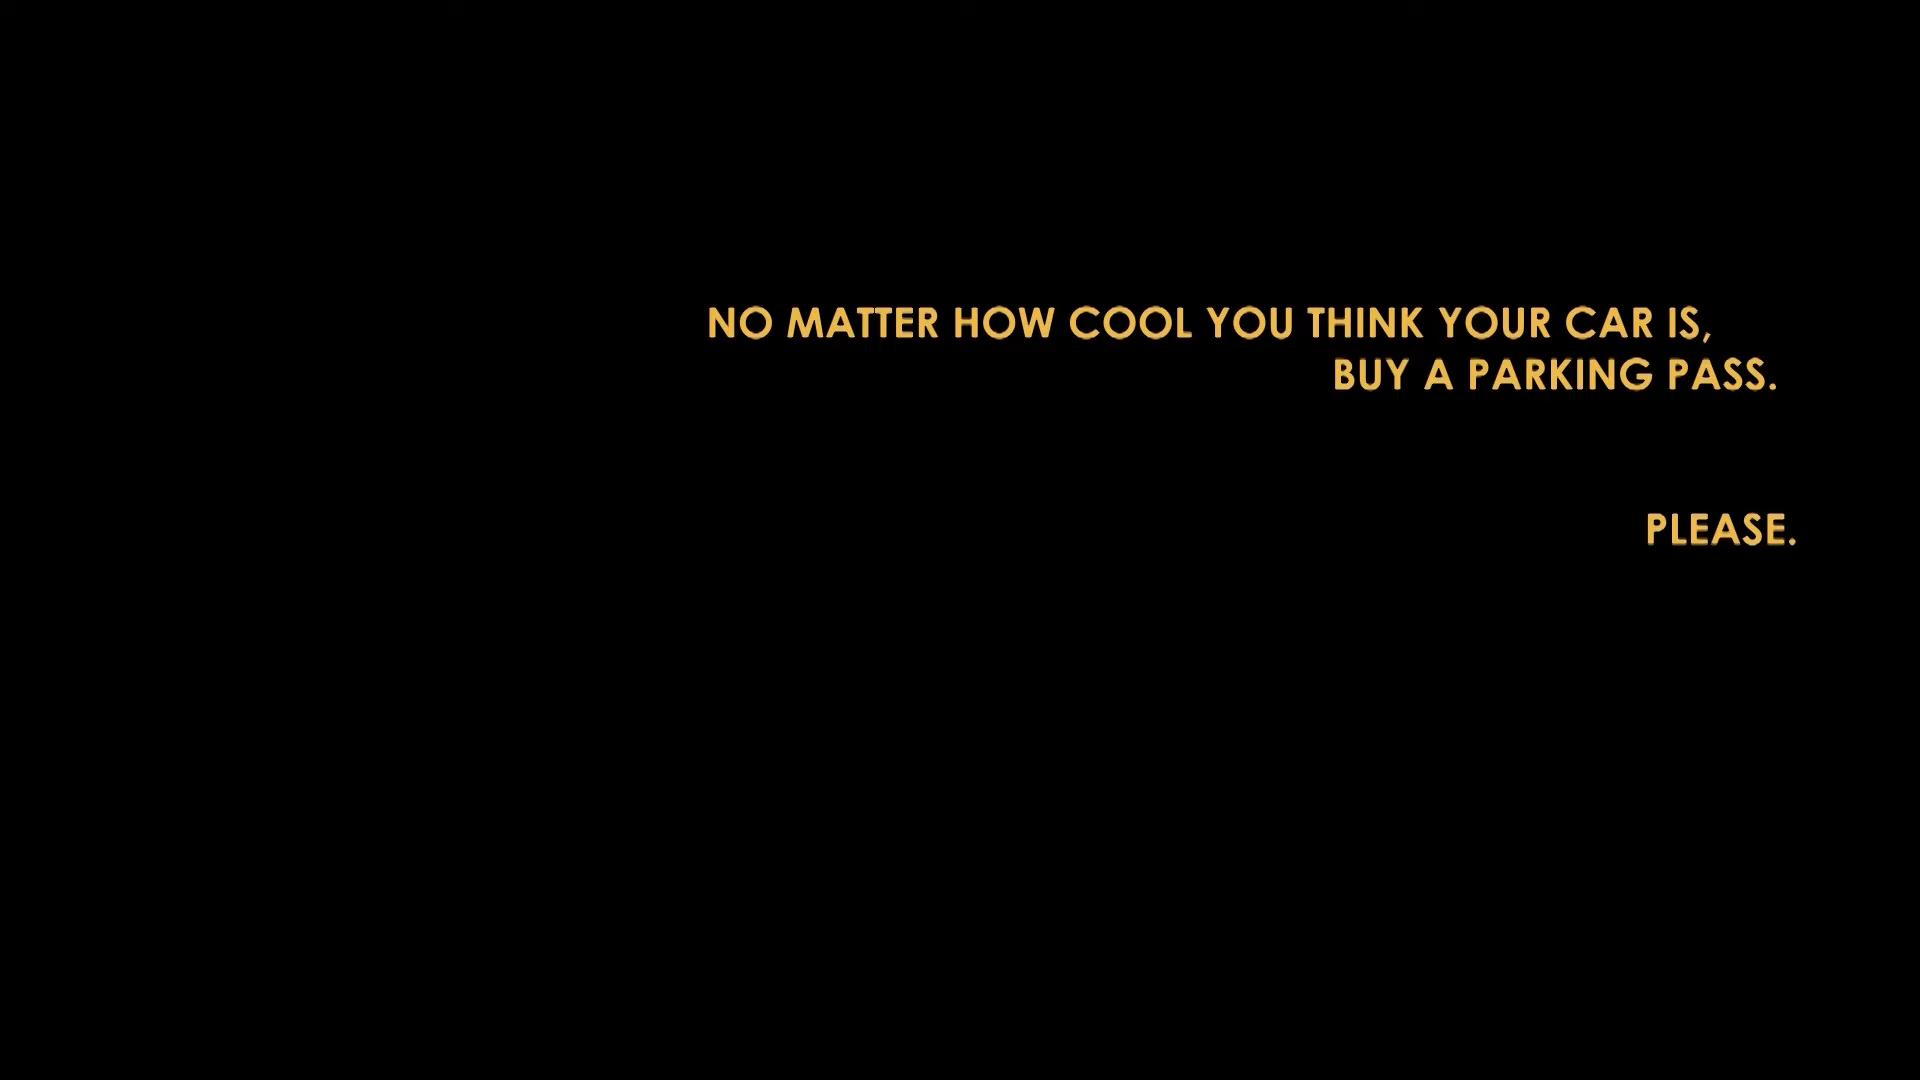 NO MATTER HOW COOL YOU THINK YOUR CAR IS,
BUY A PARKING PASS.
PLEASE.